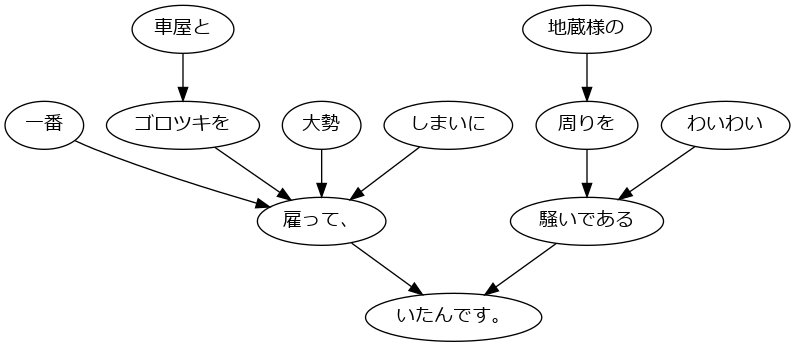 車屋と
地蔵様の
一番
ゴロツキを
大勢
しまいに
周りを
わいわい
雇って、
騒いである
いたんです。